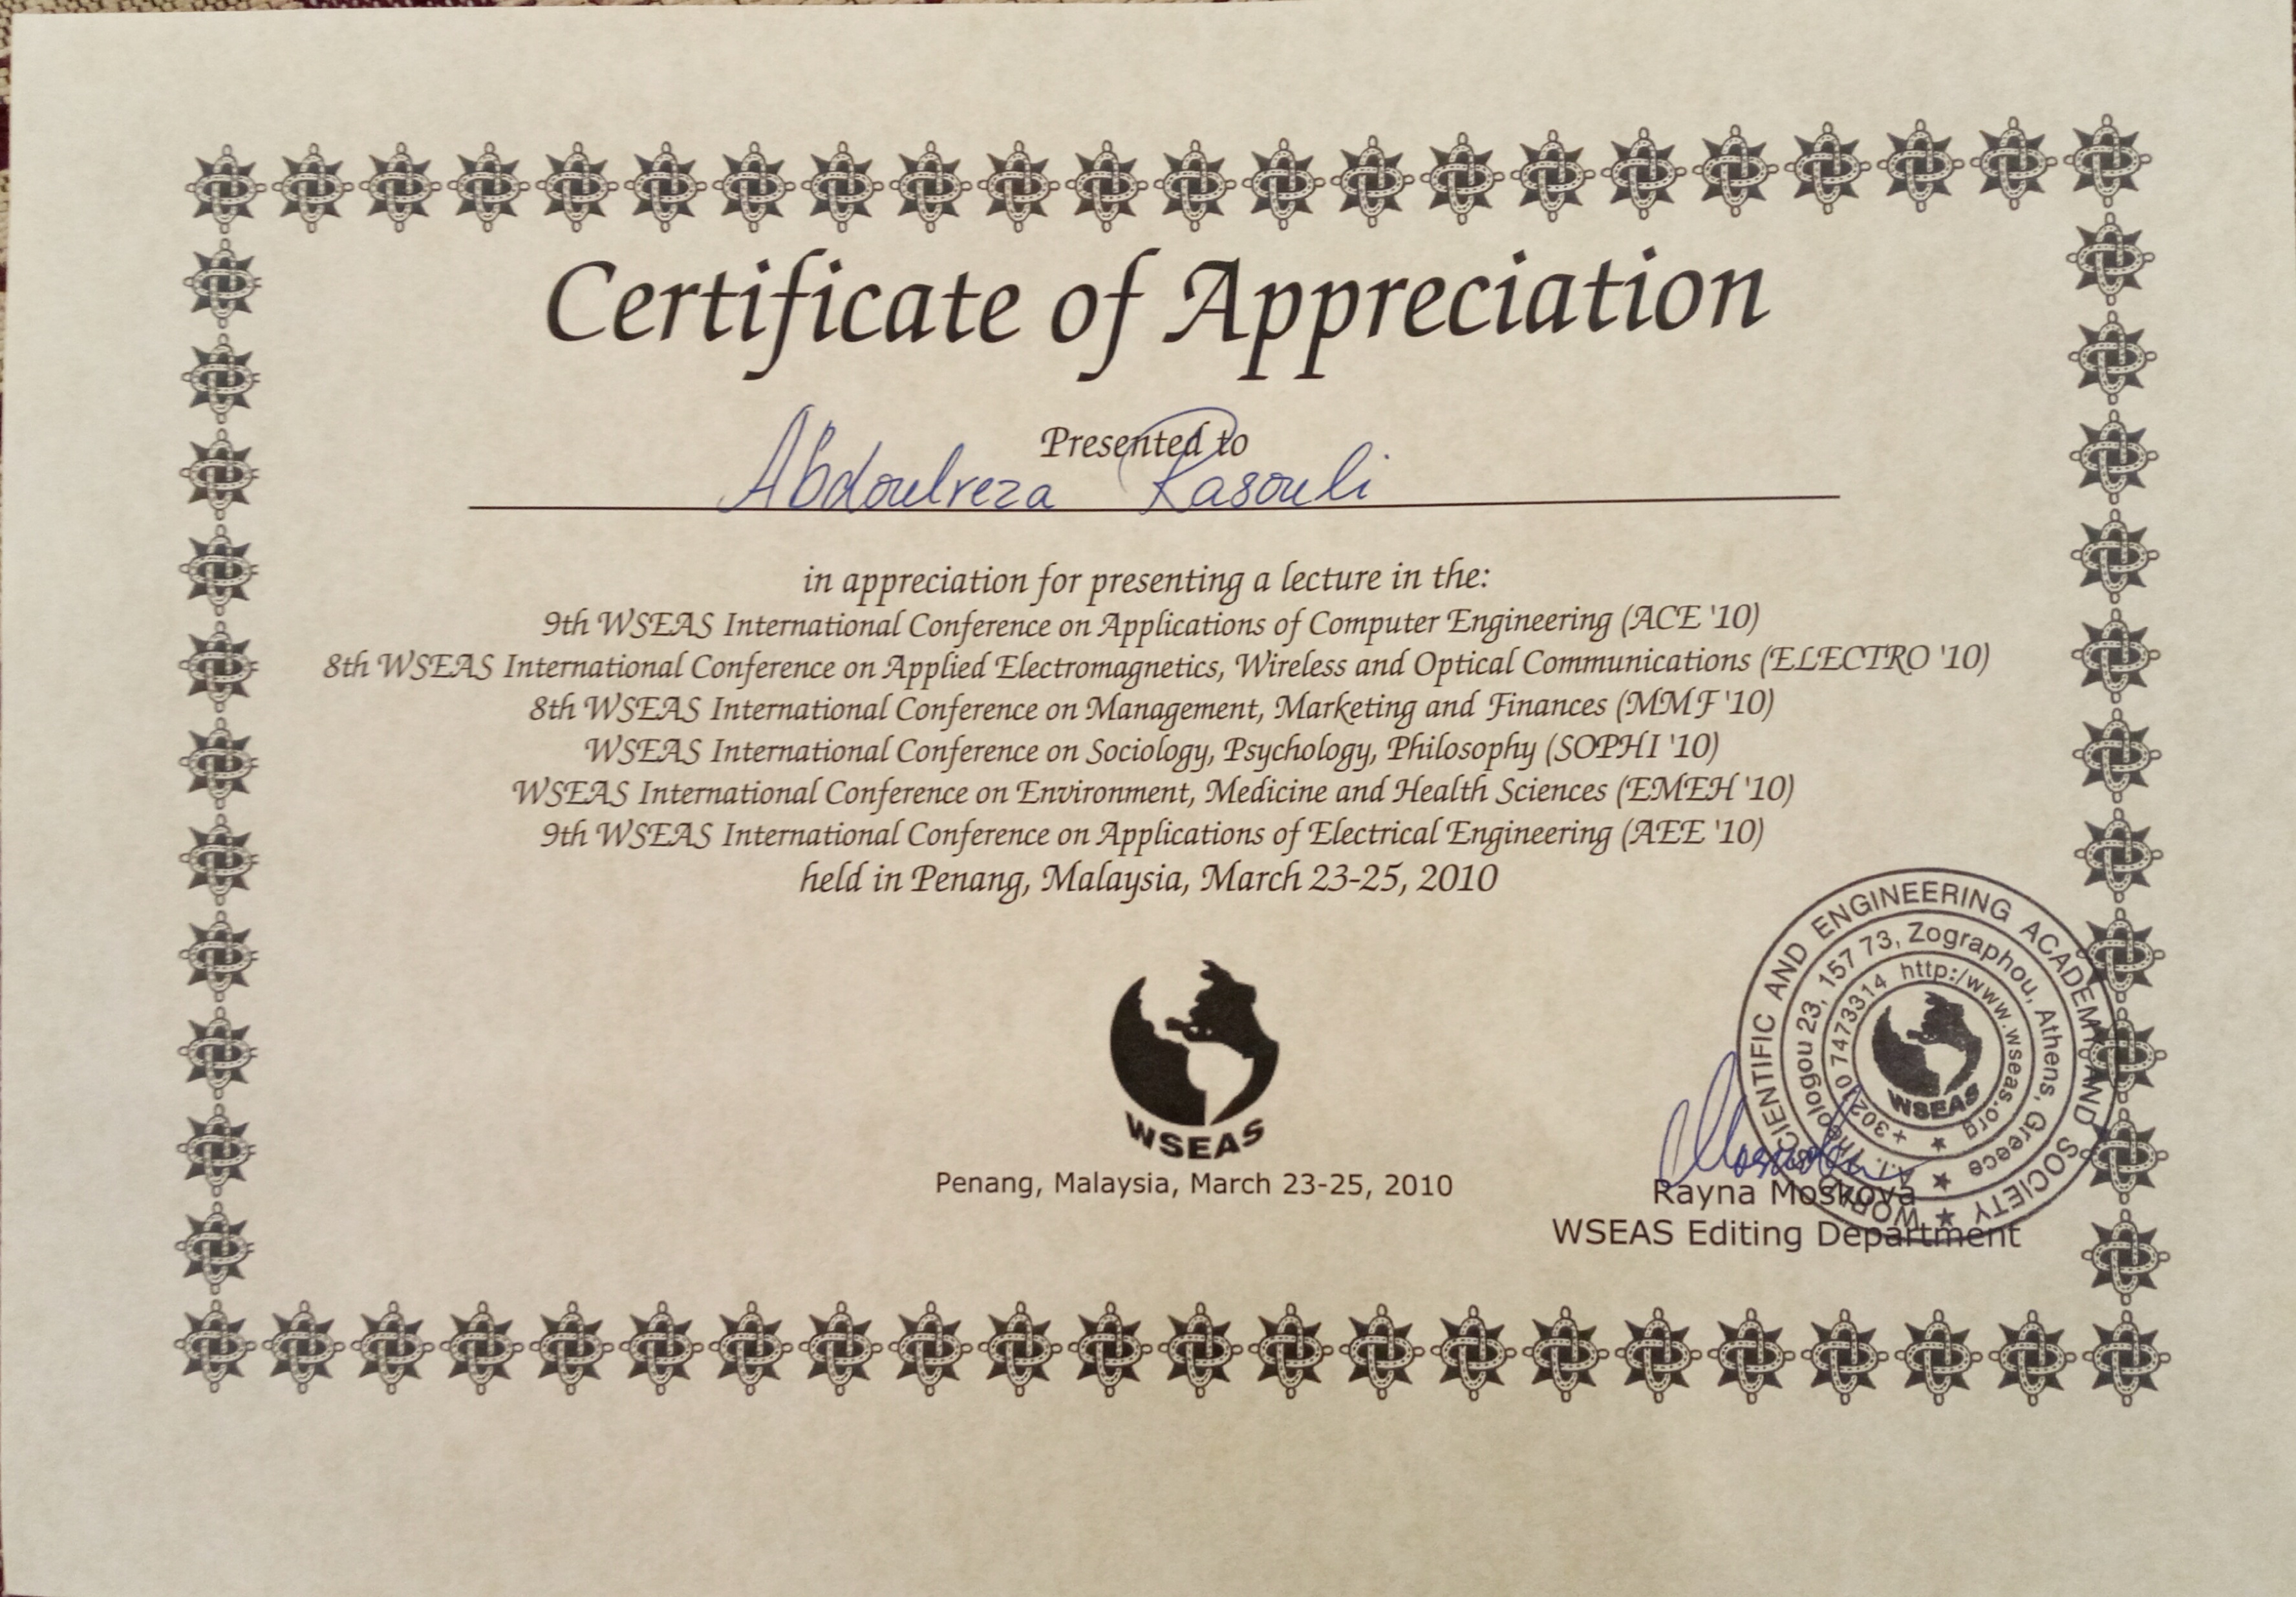 Certificate of Appreciation
Presented to
Abdoulreza Rasouli
in appreciation for presenting a lecture in the:
9th WSEAS International Conference on Applications of Computer Engineering (ACE '10)
8th WSEAS International Conference on Applied Electromagnetics, Wireless and Optical Communications (ELECTRO '10)
8th WSEAS International Conference on Management, Marketing and Finances (MMF '10)
WSEAS International Conference on Sociology, Psychology, Philosophy (SOPHI '10)
WSEAS International Conference on Environment, Medicine and Health Sciences (EMEH '10)
9th WSEAS International Conference on Applications of Electrical Engineering (AEE '10)
held in Penang, Malaysia, March 23-25, 2010
WSEAS
Penang, Malaysia, March 23-25, 2010
WORLD SCIENTIFIC AND ENGINEERING ACADEMY AND SOCIETY
Theologou 23, 157 73, Zographou, Athens, Greece
+30210 7473314 http:/www.wseas.org
WSEAS
Rayna Moskova
WSEAS Editing Department